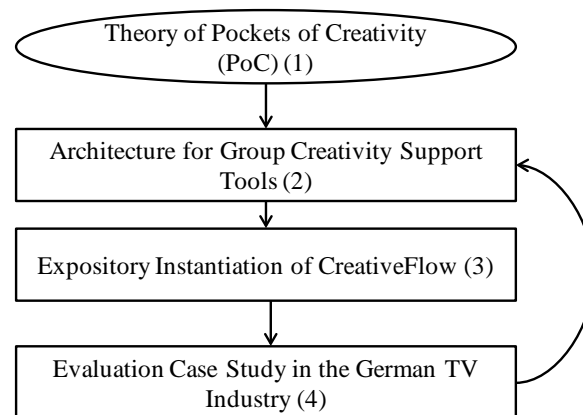 Theory of Pockets of Creativity
(PoC) (1)
Architecture for Group Creativity Support
Tools (2)
Expository Instantiation of CreativeFlow (3)
Evaluation Case Study in the German TV
Industry (4)